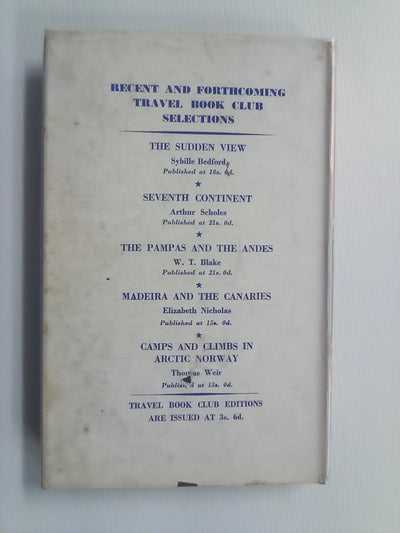 RECENT AND FORTHCOMING
TRAVEL BOOK CLUB
SELECTIONS
THE SUDDEN VIEW
Sybille Bedford
Published at 18s. 0d.
★
SEVENTH CONTINENT
Arthur Scholes
Published at 21s. 0d.
★
THE PAMPAS AND THE ANDES
W. T. Blake
Published at 21s. 0d.
★
MADEIRA AND THE CANARIES
Elizabeth Nicholas
Published at 15s. 0d.
★
CAMPS AND CLIMBS IN
ARCTIC NORWAY
Thomas Weir
Published at 15s. 0d.
TRAVEL BOOK CLUB EDITIONS
ARE ISSUED AT 3s. 6d.